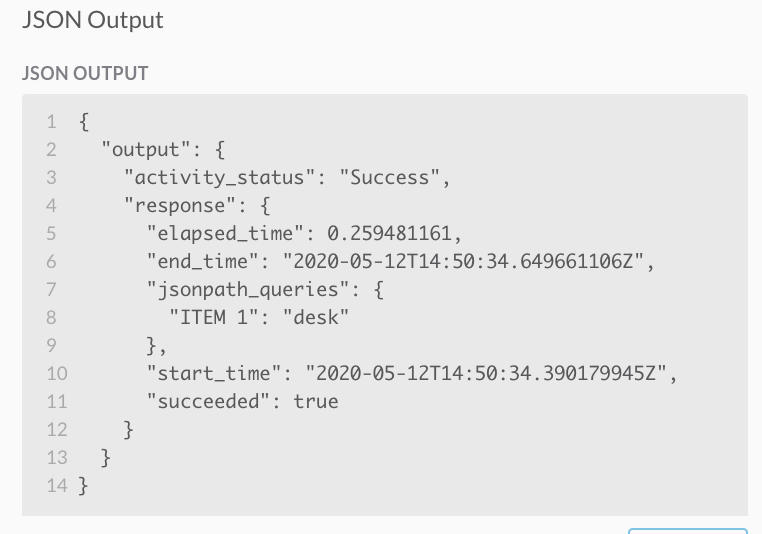 JSON Output
JSON OUTPUT
1 {
2   "output": {
3     "activity_status": "Success",
4     "response": {
5       "elapsed_time": 0.259481161,
6       "end_time": "2020-05-12T14:50:34.649661106Z",
7       "jsonpath_queries": {
8         "ITEM 1": "desk"
9       },
10       "start_time": "2020-05-12T14:50:34.390179945Z",
11       "succeeded": true
12     }
13   }
14 }